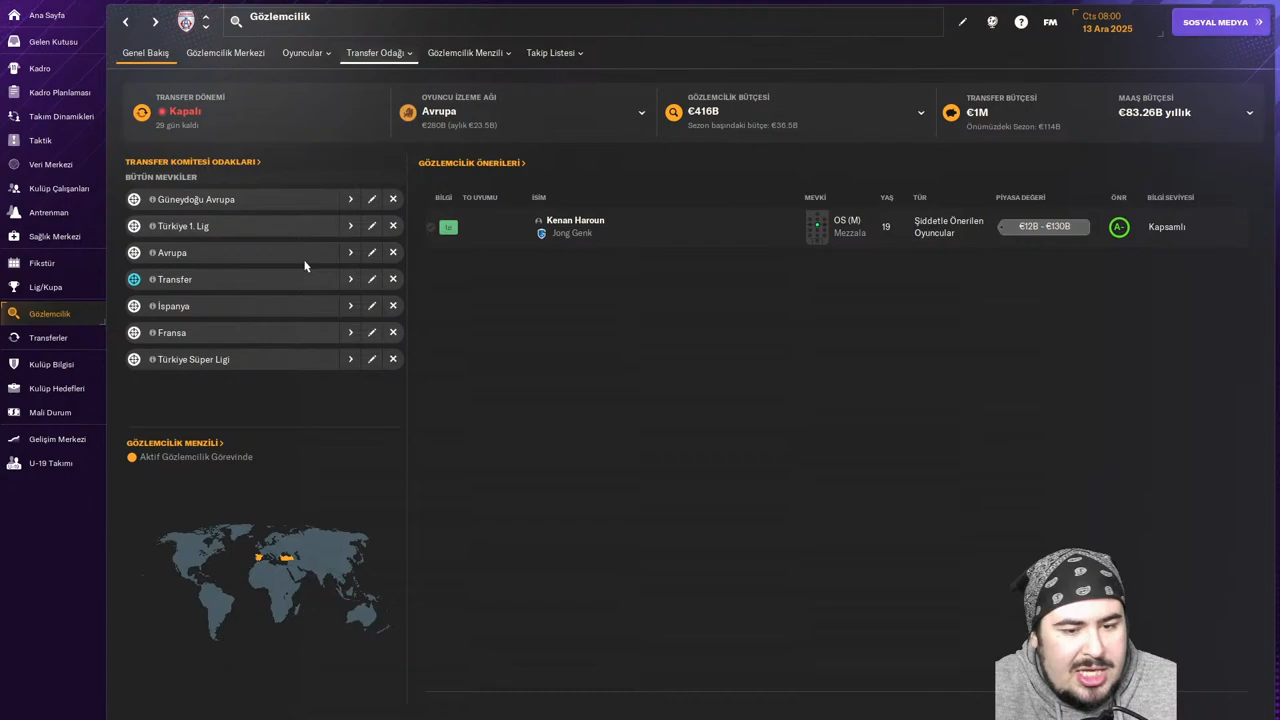 Ana Sayfa
Gelen Kutusu
Kadro
Kadro Planlaması
Takım Dinamikleri
Taktik
Veri Merkezi
Kulüp Çalışanları
Antrenman
Sağlık Merkezi
Fikstür
Lig/Kupa
Gözlemcilik
Transferler
Kulüp Bilgisi
Kulüp Hedefleri
Mali Durum
Gelişim Merkezi
U-19 Takımı
Gözlemcilik
FM
Cts 08:00
13 Ara 2025
SOSYAL MEDYA
Genel Bakış
Gözlemcilik Merkezi
Oyuncular
Transfer Odağı
Gözlemcilik Menzili
Takip Listesi
TRANSFER DÖNEMİ
Kapalı
29 gün kaldı
OYUNCU İZLEME AĞI
Avrupa
€280B (aylık €23.5B)
GÖZLEMCİLİK BÜTÇESİ
€416B
Sezon başındaki bütçe: €36.5B
TRANSFER BÜTÇESİ
€1M
Önümüzdeki Sezon: €114B
MAAŞ BÜTÇESİ
€83.26B yıllık
TRANSFER KOMİTESİ ODAKLARI
BÜTÜN MEVKİLER
Güneydoğu Avrupa
Türkiye 1. Lig
Avrupa
Transfer
İspanya
Fransa
Türkiye Süper Ligi
GÖZLEMCİLİK MENZİLİ
Aktif Gözlemcilik Görevinde
GÖZLEMCİLİK ÖNERİLERİ
BİLGİ TO UYUMU İSİM MEVKİ YAŞ TÜR PİYASA DEĞERİ ÖNR BİLGİ SEVİYESİ
Kenan Haroun
Jong Genk
OS (M)
Mezzala
19
Şiddetle Önerilen
Oyuncular
€12B - €130B
A-
Kapsamlı